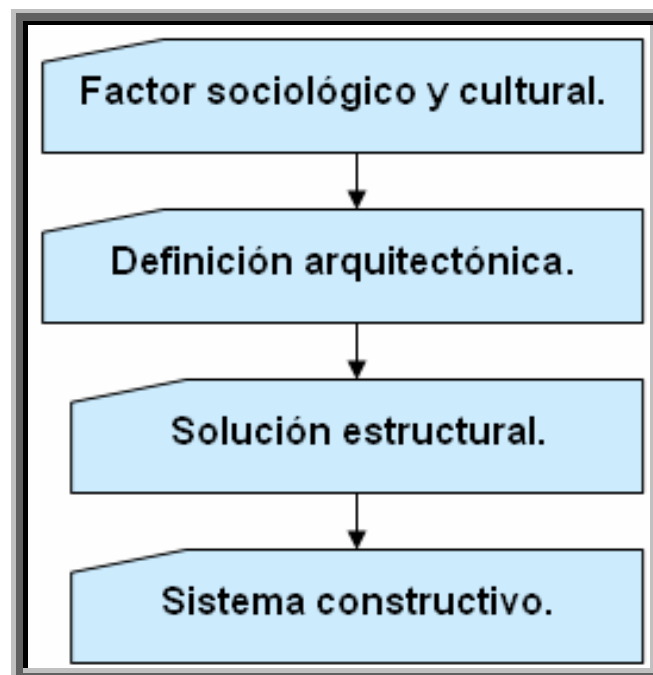 Factor sociológico y cultural.
Definición arquitectónica.
Solución estructural.
Sistema constructivo.